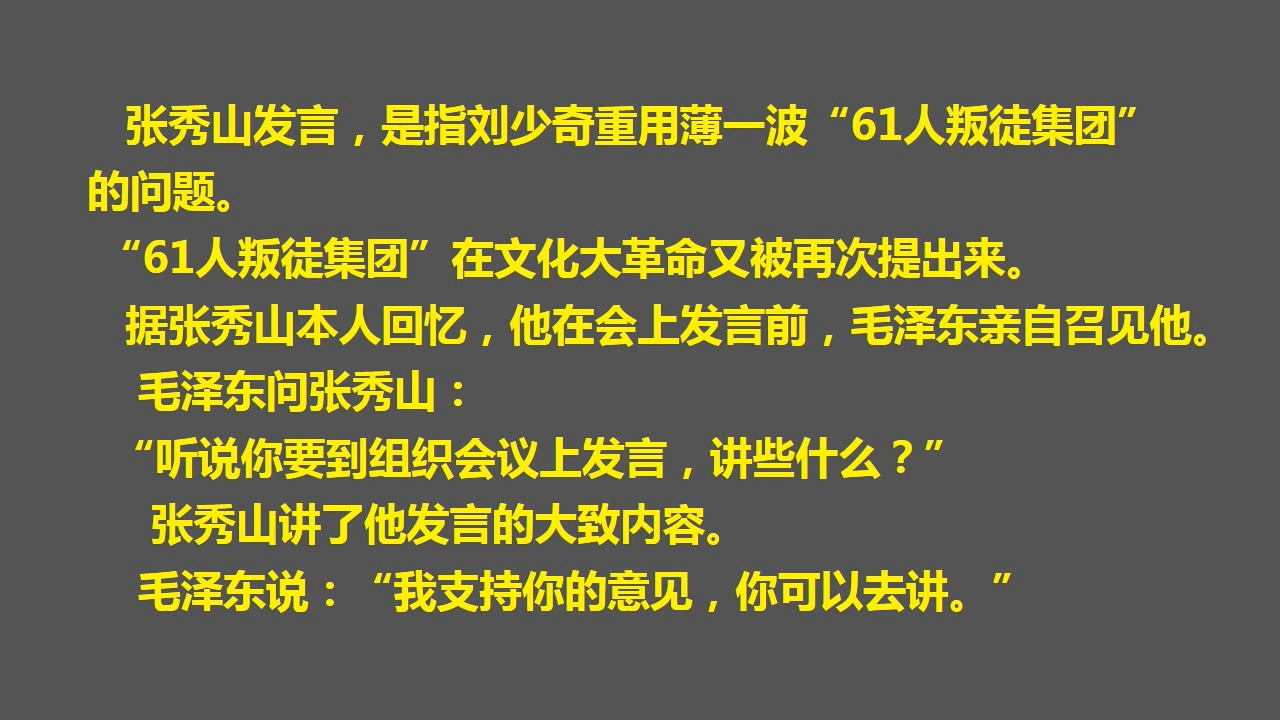 张秀山发言，是指刘少奇重用薄一波“61人叛徒集团”
的问题。
“61人叛徒集团”在文化大革命又被再次提出来。
据张秀山本人回忆，他在会上发言前，毛泽东亲自召见他。
毛泽东问张秀山：
“听说你要到组织会议上发言，讲些什么？”
张秀山讲了他发言的大致内容。
毛泽东说：“我支持你的意见，你可以去讲。”